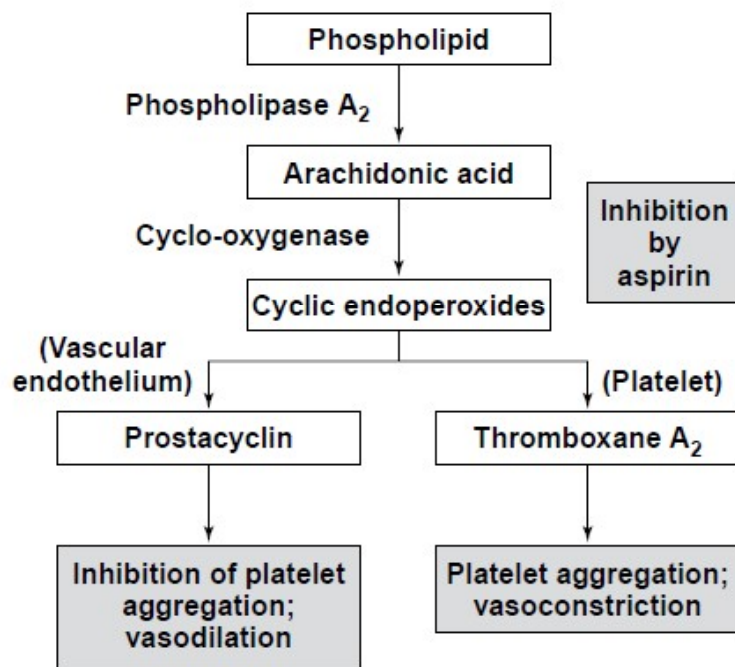 Phospholipid
Phospholipase A₂
Arachidonic acid
Cyclo-oxygenase
Inhibition
by
aspirin
Cyclic endoperoxides
(Vascular
endothelium)
(Platelet)
Prostacyclin
Thromboxane A₂
Inhibition of platelet
aggregation;
vasodilation
Platelet aggregation;
vasoconstriction